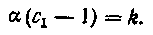 α (c₁ − 1) = k.